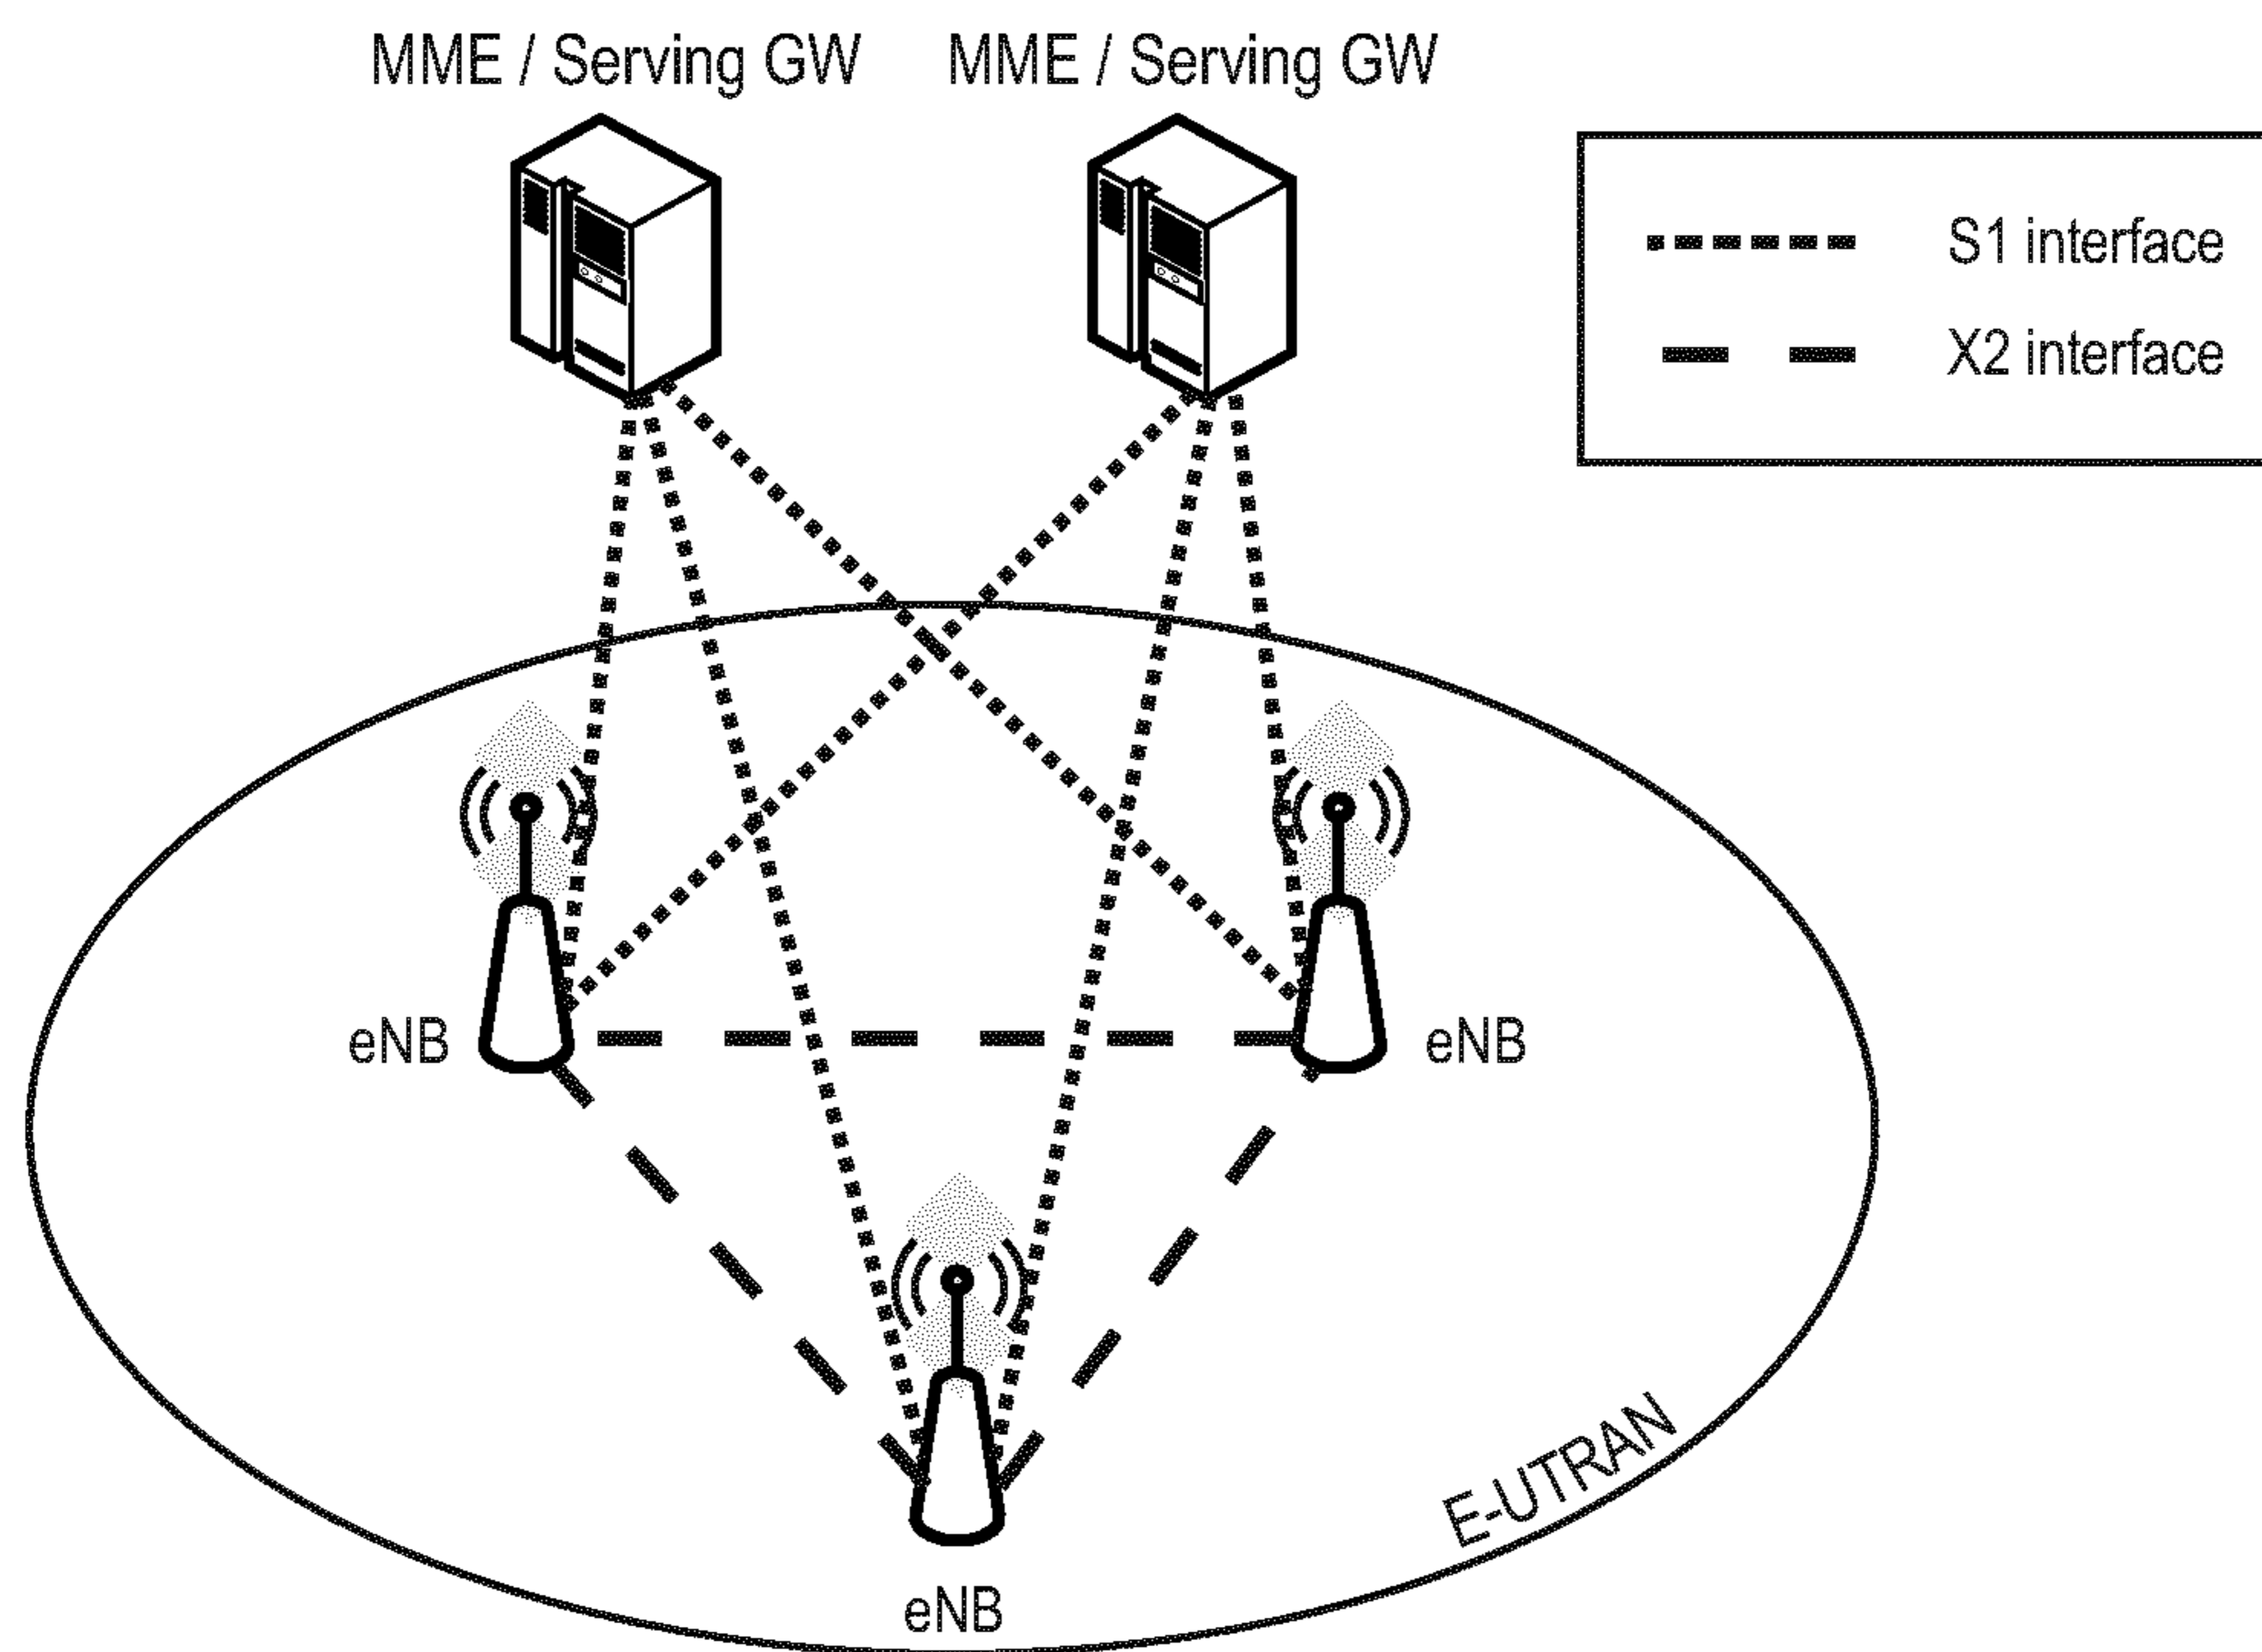 MME / Serving GW
MME / Serving GW
S1 interface
X2 interface
eNB
eNB
eNB
E-UTRAN